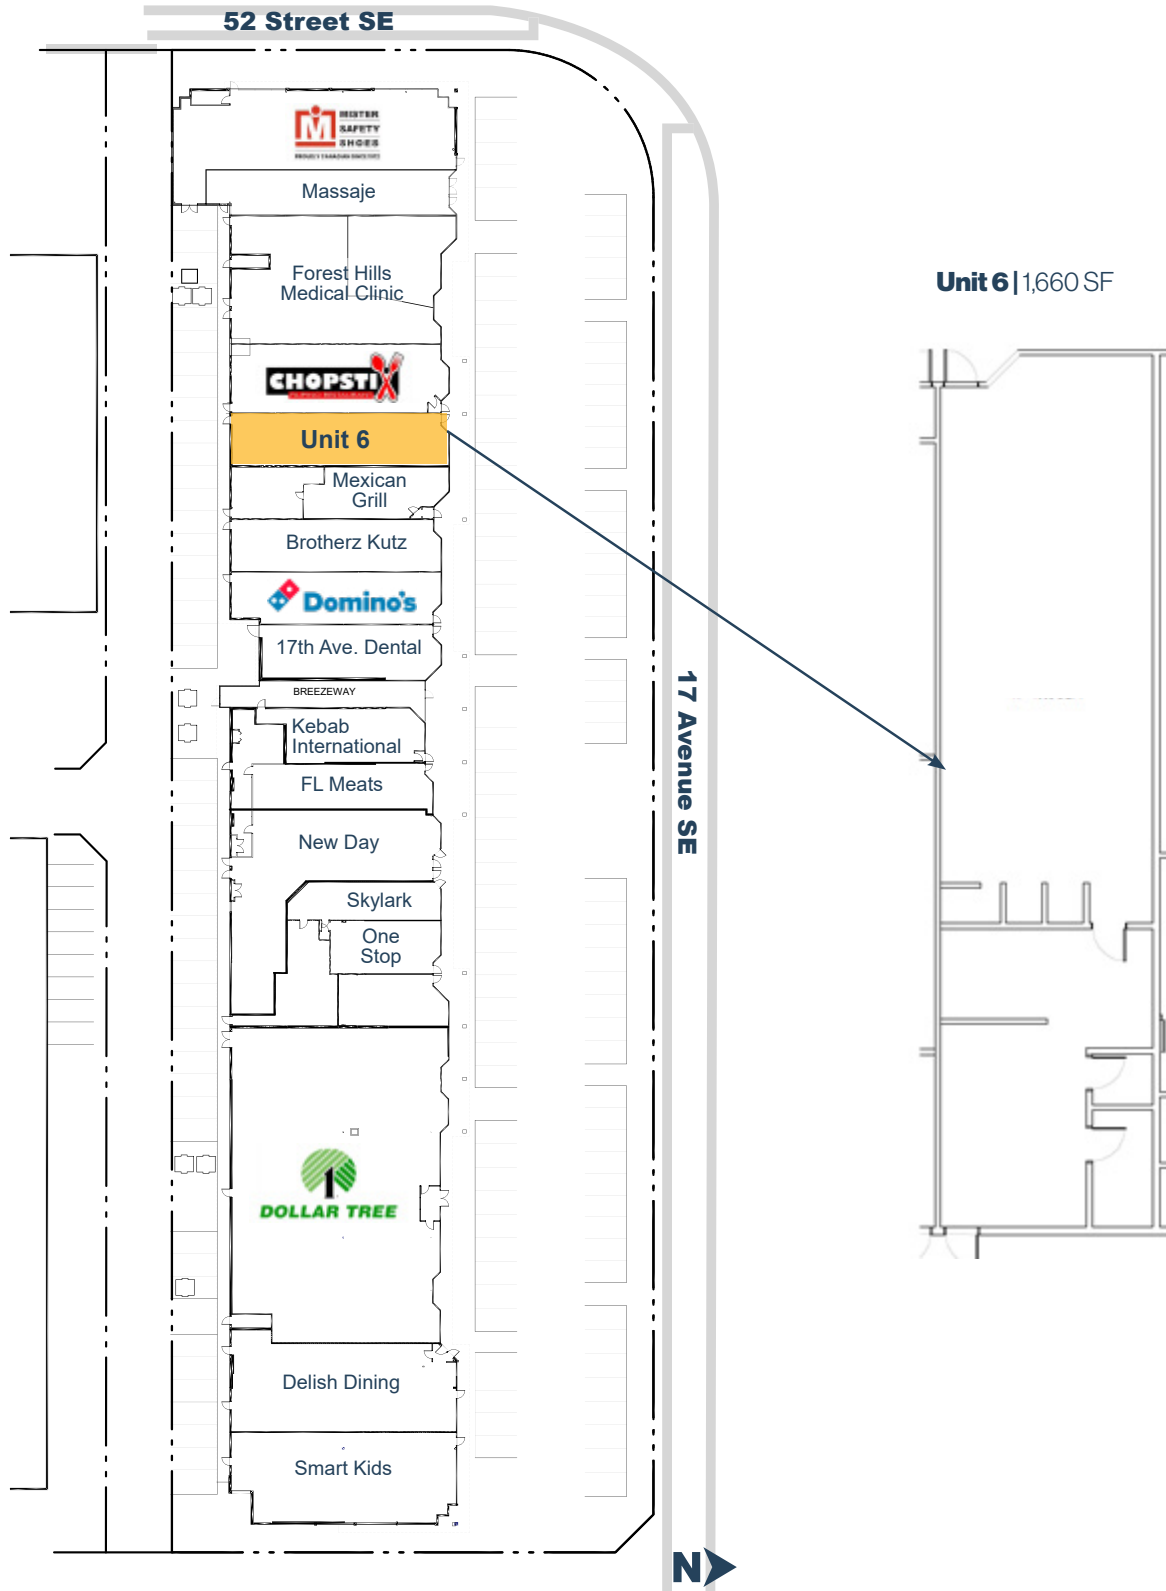 52 Street SE
MISTER
SAFETY
SHOES
Massaje
Forest Hills
Medical Clinic
Unit 6 | 1,660 SF
CHOPSTIX
Unit 6
Mexican
Grill
Brotherz Kutz
Domino's
17th Ave. Dental
BREEZEWAY
17 Avenue SE
Kebab
International
FL Meats
New Day
Skylark
One
Stop
1
DOLLAR TREE
Delish Dining
Smart Kids
N